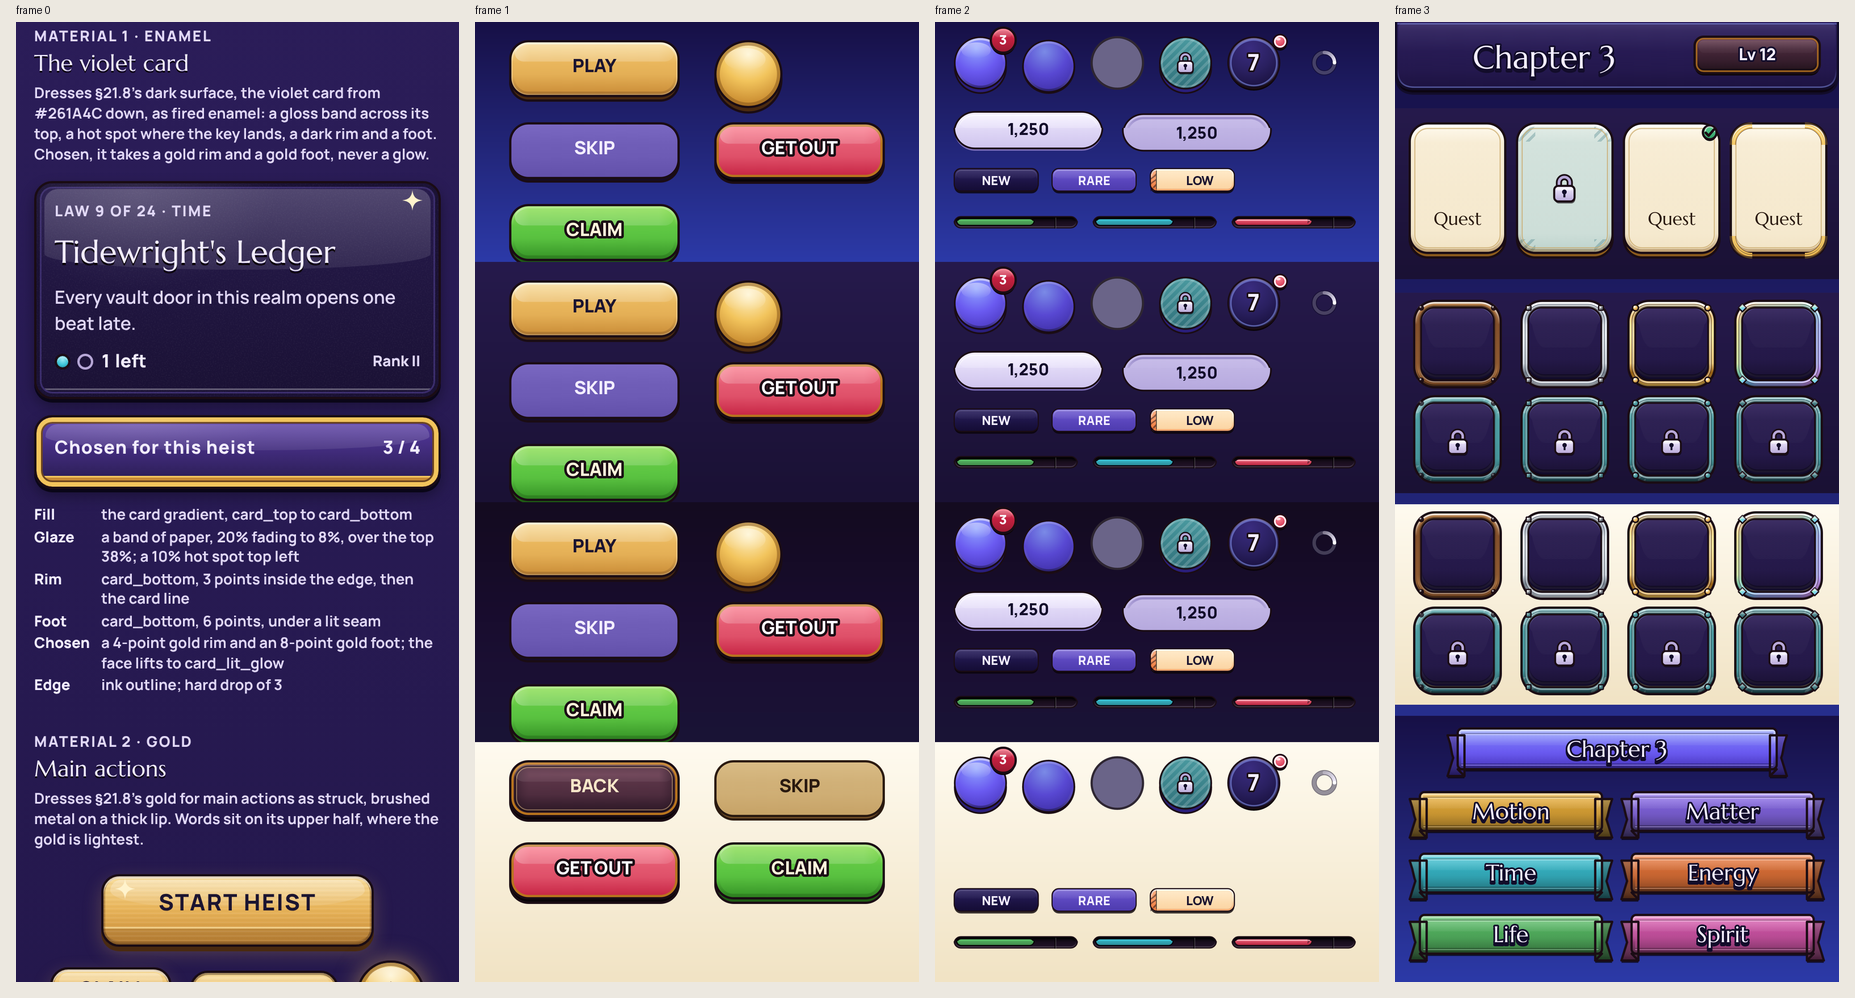 frame 0
MATERIAL 1 · ENAMEL
The violet card
Dresses §21.8's dark surface, the violet card from
#261A4C down, as fired enamel: a gloss band across its
top, a hot spot where the key lands, a dark rim and a foot.
Chosen, it takes a gold rim and a gold foot, never a glow.
LAW 9 OF 24 · TIME
Tidewright's Ledger
Every vault door in this realm opens one
beat late.
1 left
Rank II
Chosen for this heist
3 / 4
Fill the card gradient, card_top to card_bottom
Glaze a band of paper, 20% fading to 8%, over the top
38%; a 10% hot spot top left
Rim card_bottom, 3 points inside the edge, then
the card line
Foot card_bottom, 6 points, under a lit seam
Chosen a 4-point gold rim and an 8-point gold foot; the
face lifts to card_lit_glow
Edge ink outline; hard drop of 3
MATERIAL 2 · GOLD
Main actions
Dresses §21.8's gold for main actions as struck, brushed
metal on a thick lip. Words sit on its upper half, where the
gold is lightest.
START HEIST
frame 1
PLAY
SKIP
GET OUT
CLAIM
PLAY
SKIP
GET OUT
CLAIM
PLAY
SKIP
GET OUT
CLAIM
BACK
SKIP
GET OUT
CLAIM
frame 2
3
7
1,250
1,250
NEW
RARE
LOW
3
7
1,250
1,250
NEW
RARE
LOW
3
7
1,250
1,250
NEW
RARE
LOW
3
7
NEW
RARE
LOW
frame 3
Chapter 3
Lv 12
Quest
Quest
Quest
Chapter 3
Motion
Matter
Time
Energy
Life
Spirit